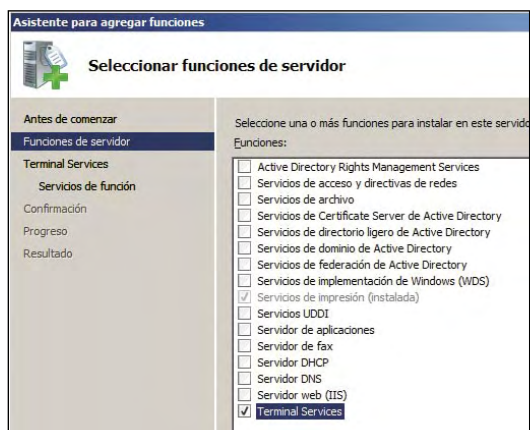 Asistente para agregar funciones
Seleccionar funciones de servidor
Antes de comenzar
Funciones de servidor
Terminal Services
Servicios de función
Confirmación
Progreso
Resultado
Seleccione una o más funciones para instalar en este servido
Funciones:
Active Directory Rights Management Services
Servicios de acceso y directivas de redes
Servicios de archivo
Servicios de Certificate Server de Active Directory
Servicios de directorio ligero de Active Directory
Servicios de dominio de Active Directory
Servicios de federación de Active Directory
Servicios de implementación de Windows (WDS)
Servicios de impresión (instalada)
Servicios UDDI
Servidor de aplicaciones
Servidor de fax
Servidor DHCP
Servidor DNS
Servidor web (IIS)
Terminal Services